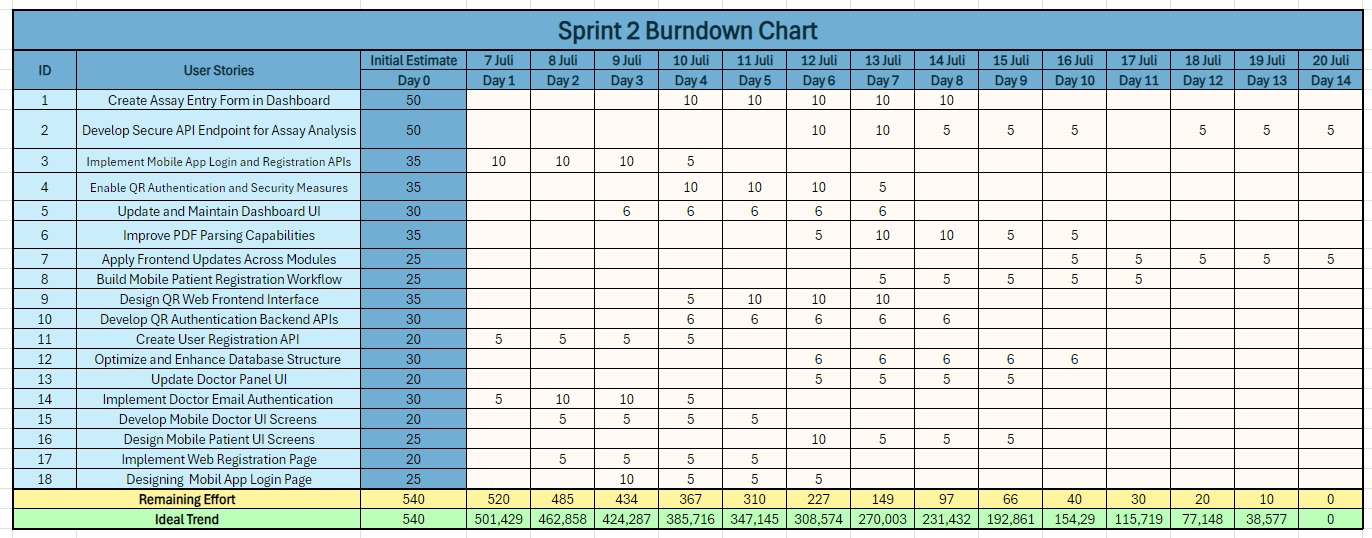 Sprint 2 Burndown Chart
ID User Stories Initial Estimate 7 Juli 8 Juli 9 Juli 10 Juli 11 Juli 12 Juli 13 Juli 14 Juli 15 Juli 16 Juli 17 Juli 18 Juli 19 Juli 20 Juli
Day 0 Day 1 Day 2 Day 3 Day 4 Day 5 Day 6 Day 7 Day 8 Day 9 Day 10 Day 11 Day 12 Day 13 Day 14
1 Create Assay Entry Form in Dashboard 50 10 10 10 10 10
2 Develop Secure API Endpoint for Assay Analysis 50 10 10 5 5 5 5 5 5
3 Implement Mobile App Login and Registration APIs 35 10 10 10 5
4 Enable QR Authentication and Security Measures 35 10 10 10 5
5 Update and Maintain Dashboard UI 30 6 6 6 6 6
6 Improve PDF Parsing Capabilities 35 5 10 10 5 5
7 Apply Frontend Updates Across Modules 25 5 5 5 5 5
8 Build Mobile Patient Registration Workflow 25 5 5 5 5 5
9 Design QR Web Frontend Interface 35 5 10 10 10
10 Develop QR Authentication Backend APIs 30 6 6 6 6 6
11 Create User Registration API 20 5 5 5 5
12 Optimize and Enhance Database Structure 30 6 6 6 6 6
13 Update Doctor Panel UI 20 5 5 5 5
14 Implement Doctor Email Authentication 30 5 10 10 5
15 Develop Mobile Doctor UI Screens 20 5 5 5 5
16 Design Mobile Patient UI Screens 25 10 5 5 5
17 Implement Web Registration Page 20 5 5 5 5
18 Designing Mobil App Login Page 25 10 5 5 5
Remaining Effort 540 520 485 434 367 310 227 149 97 66 40 30 20 10 0
Ideal Trend 540 501,429 462,858 424,287 385,716 347,145 308,574 270,003 231,432 192,861 154,29 115,719 77,148 38,577 0